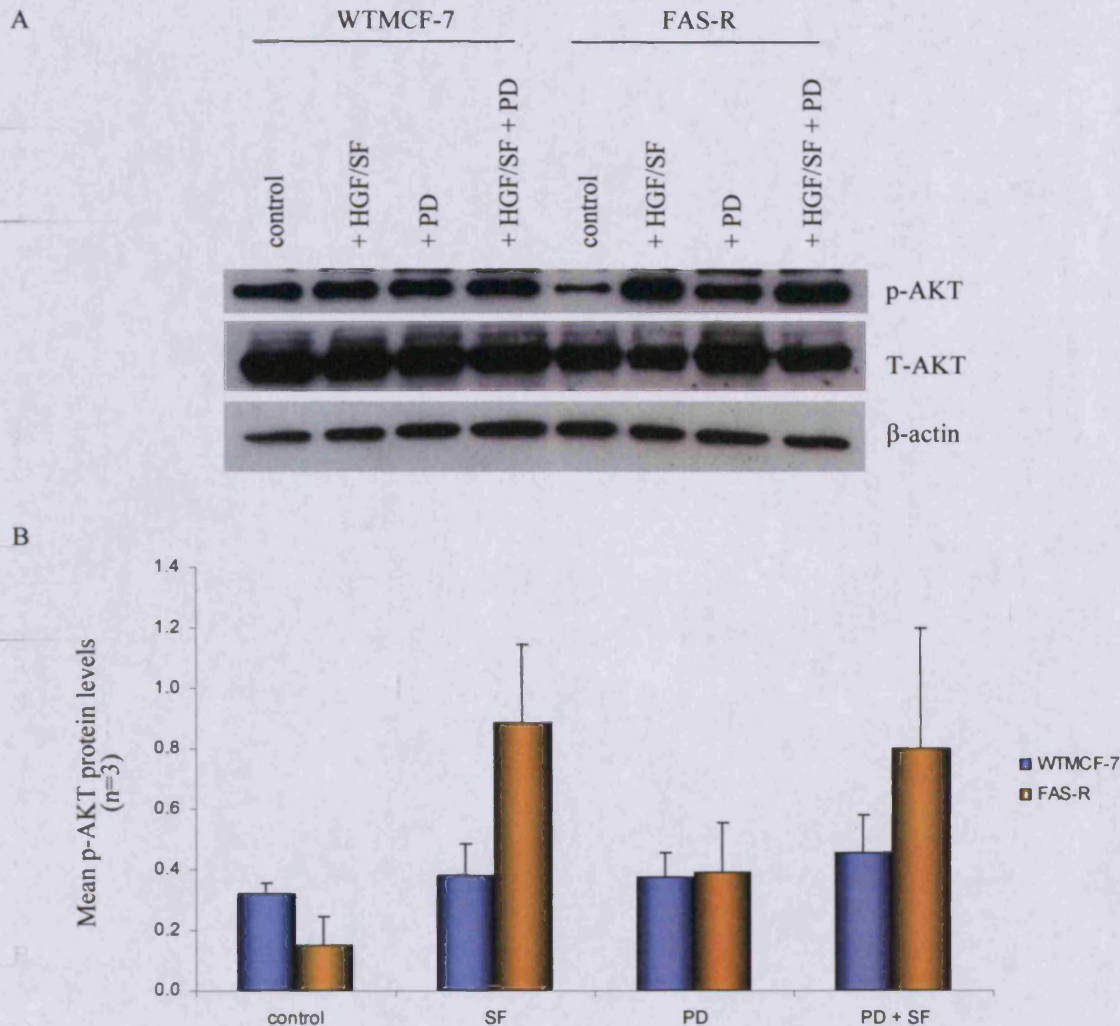 A
WTMCF-7 FAS-R
control
+ HGF/SF
+ PD
+ HGF/SF + PD
control
+ HGF/SF
+ PD
+ HGF/SF + PD
p-AKT
T-AKT
β-actin
B
Mean p-AKT protein levels
(n=3)
1.4
1.2
1.0
0.8
0.6
0.4
0.2
0.0
control SF PD PD + SF
WTMCF-7
FAS-R